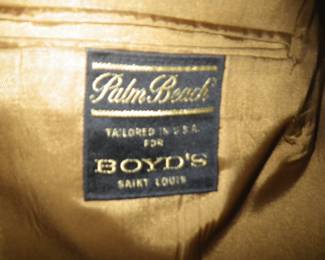 Palm Beach®
TAILORED IN U.S.A.
FOR
BOYD'S
SAINT LOUIS